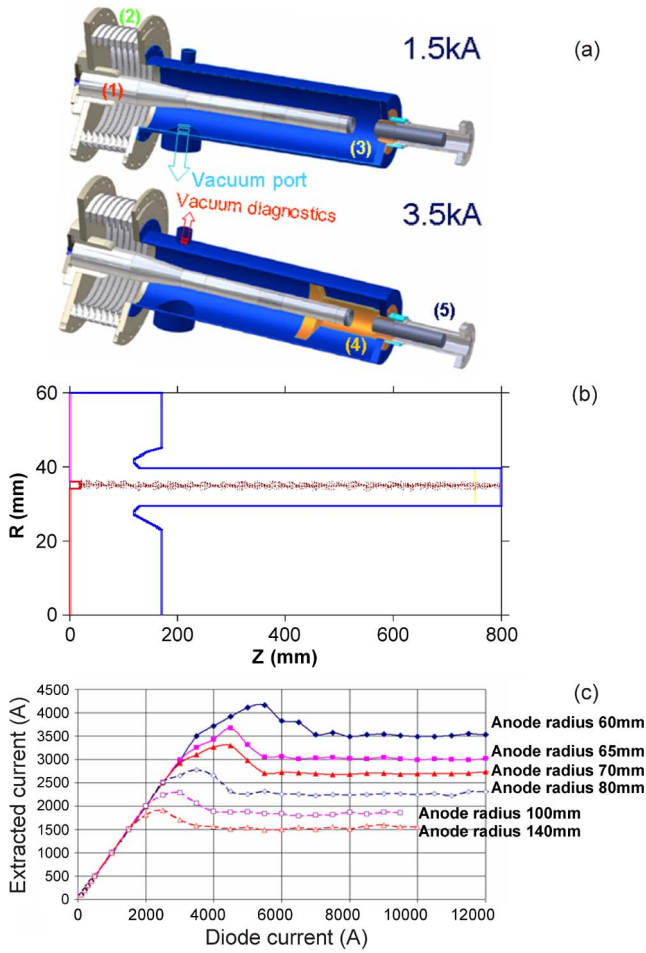 (2)
1.5kA
(a)
(1)
(3)
Vacuum port
Vacuum diagnostics
3.5kA
(5)
(4)
(b)
60
40
20
0
R (mm)
0
200
400
600
800
Z (mm)
(c)
4500
4000
3500
3000
2500
2000
1500
1000
500
0
Extracted current (A)
Anode radius 60mm
Anode radius 65mm
Anode radius 70mm
Anode radius 80mm
Anode radius 100mm
Anode radius 140mm
0
2000
4000
6000
8000
10000
12000
Diode current (A)